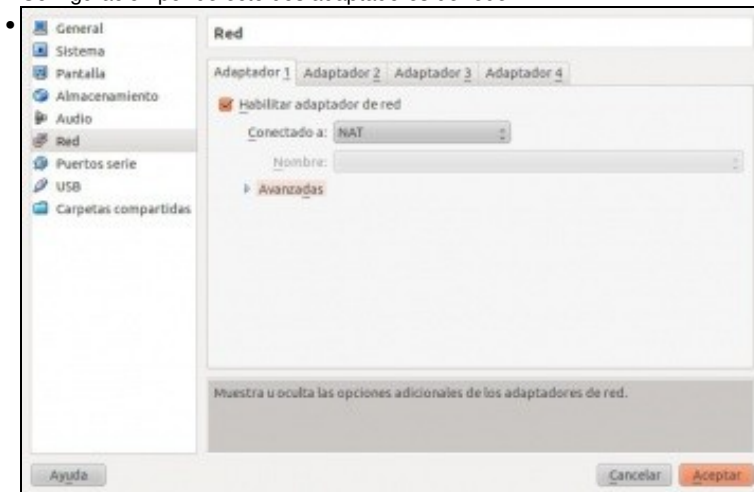 General
Sistema
Pantalla
Almacenamiento
Audio
Red
Puertos serie
USB
Carpetas compartidas
Red
Adaptador 1 Adaptador 2 Adaptador 3 Adaptador 4
Habilitar adaptador de red
Conectado a: NAT
Nombre:
Avanzadas
Muestra u oculta las opciones adicionales de los adaptadores de red.
Ayuda Cancelar Aceptar